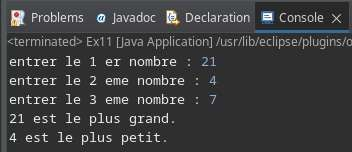 Problems Javadoc Declaration Console
<terminated> Ex11 [Java Application] /usr/lib/eclipse/plugins/o
entrer le 1 er nombre : 21
entrer le 2 eme nombre : 4
entrer le 3 eme nombre : 7
21 est le plus grand.
4 est le plus petit.